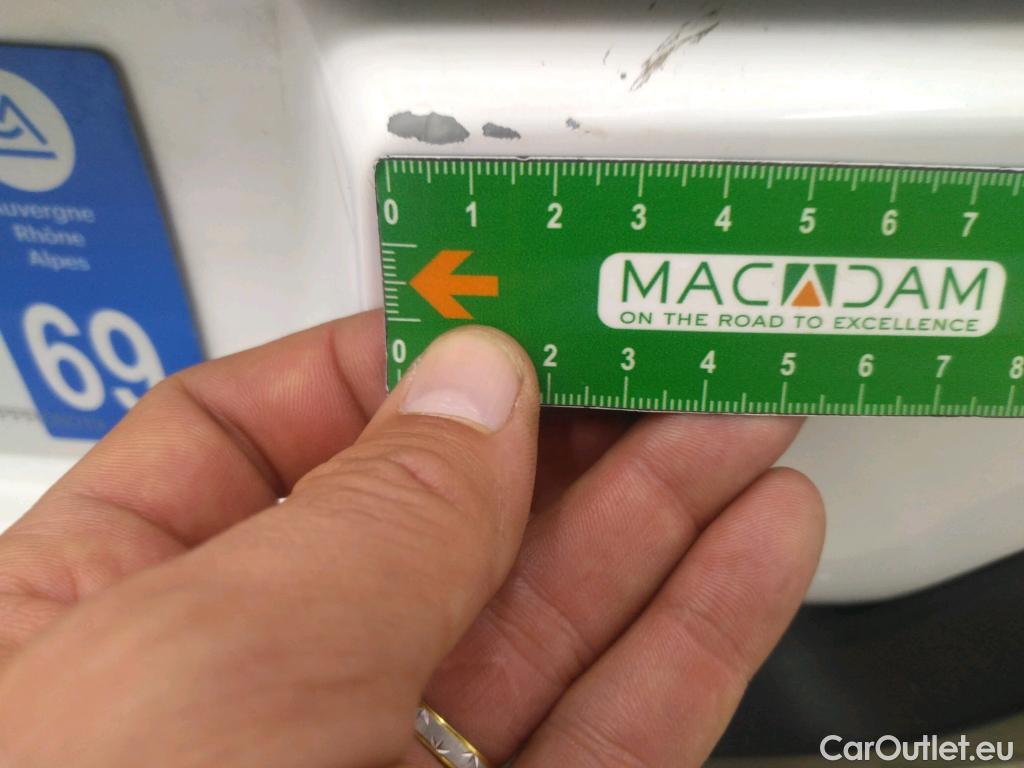 Auvergne
Rhône
Alpes
69
0 1 2 3 4 5 6 7
MACADAM
ON THE ROAD TO EXCELLENCE
0 2 3 4 5 6 7 8
CarOutlet.eu